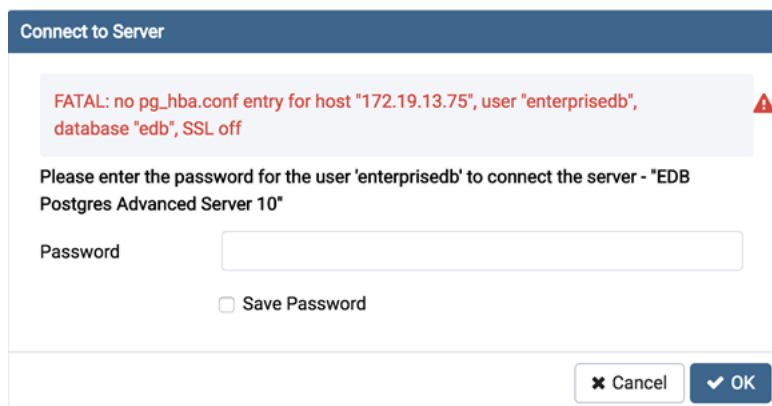 Connect to Server
FATAL: no pg_hba.conf entry for host "172.19.13.75", user "enterprisedb",
database "edb", SSL off
Please enter the password for the user 'enterprisedb' to connect the server - "EDB
Postgres Advanced Server 10"
Password
Save Password
Cancel
OK